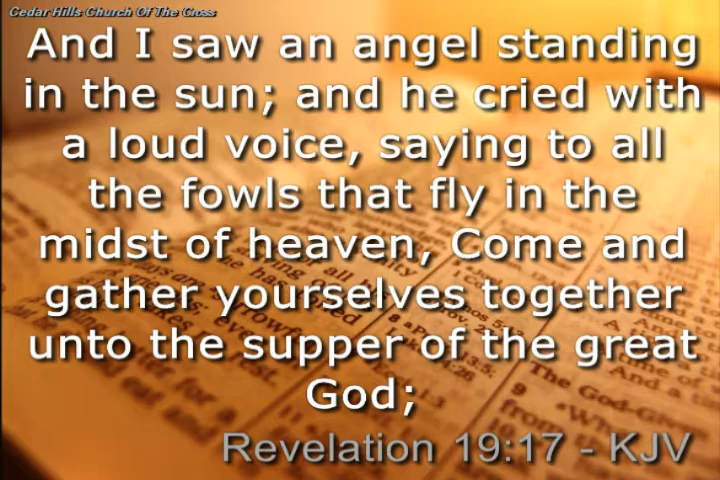 Cedar Hills Church Of The Cross
And I saw an angel standing
in the sun; and he cried with
a loud voice, saying to all
the fowls that fly in the
midst of heaven, Come and
gather yourselves together
unto the supper of the great
God;
Revelation 19:17 - KJV